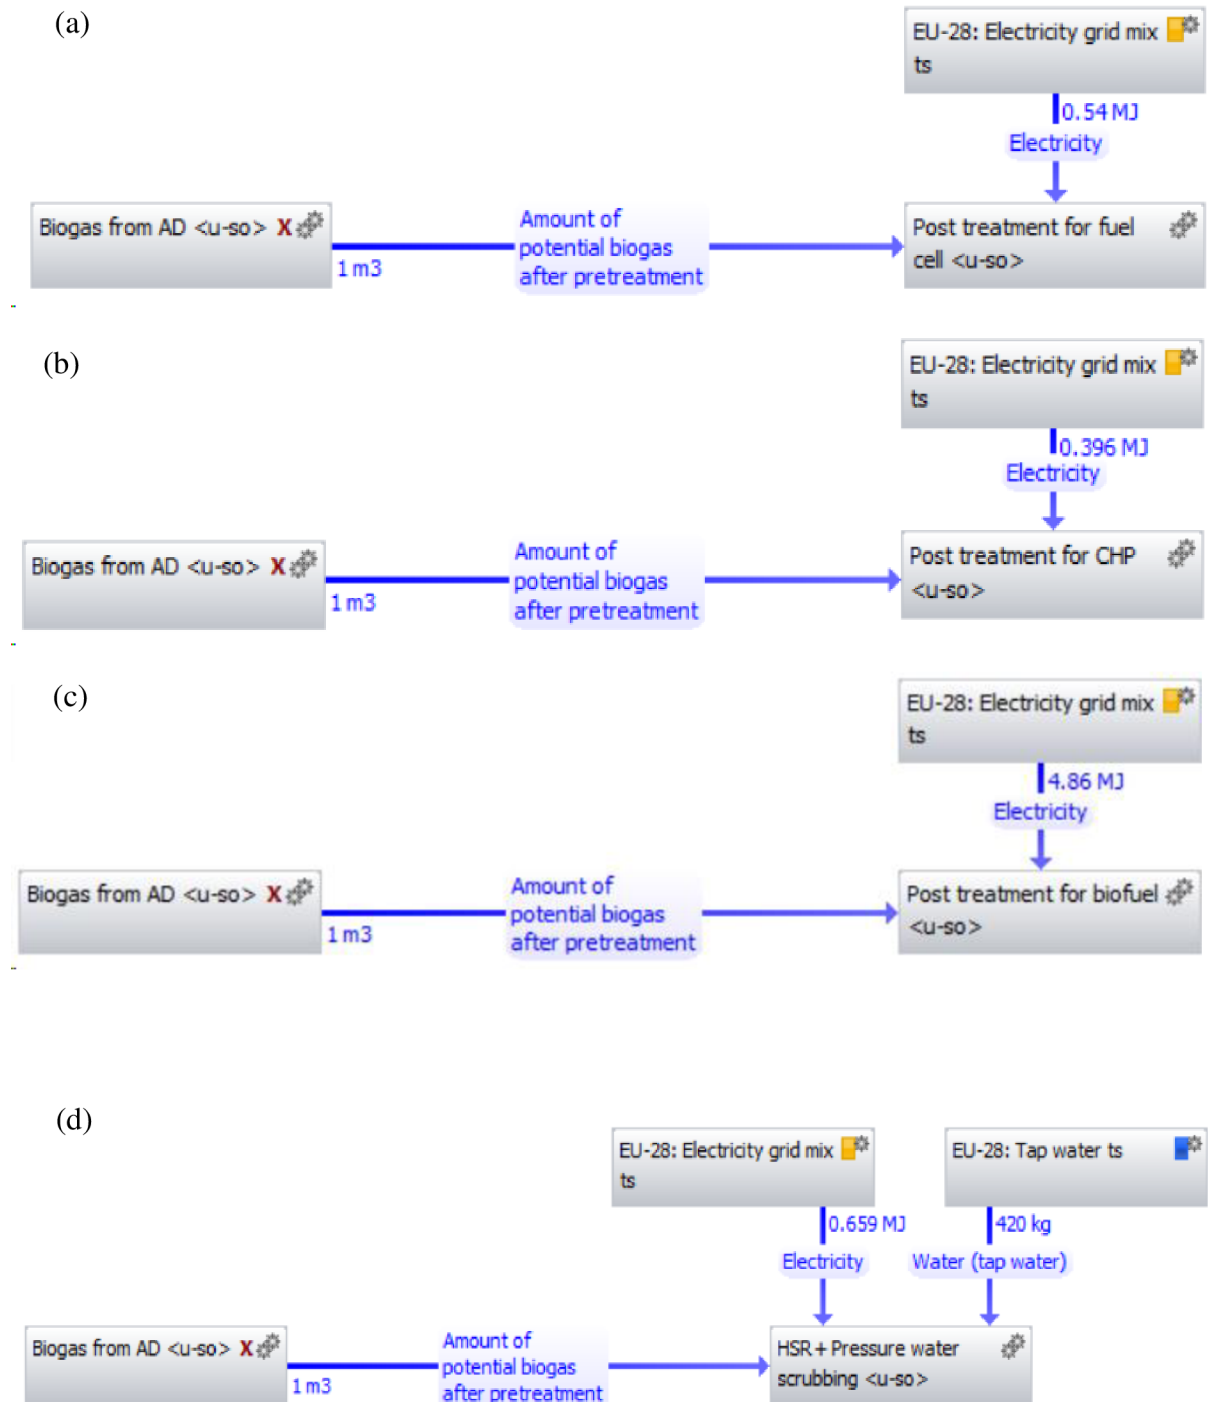 (a)
EU-28: Electricity grid mix
ts
0.54 MJ
Electricity
Biogas from AD <u-so> X
1 m3
Amount of
potential biogas
after pretreatment
Post treatment for fuel
cell <u-so>
(b)
EU-28: Electricity grid mix
ts
0.396 MJ
Electricity
Biogas from AD <u-so> X
1 m3
Amount of
potential biogas
after pretreatment
Post treatment for CHP
<u-so>
(c)
EU-28: Electricity grid mix
ts
4.86 MJ
Electricity
Biogas from AD <u-so> X
1 m3
Amount of
potential biogas
after pretreatment
Post treatment for biofuel
<u-so>
(d)
EU-28: Electricity grid mix
ts
EU-28: Tap water ts
0.659 MJ
420 kg
Electricity
Water (tap water)
Biogas from AD <u-so> X
1 m3
Amount of
potential biogas
after pretreatment
HSR + Pressure water
scrubbing <u-so>